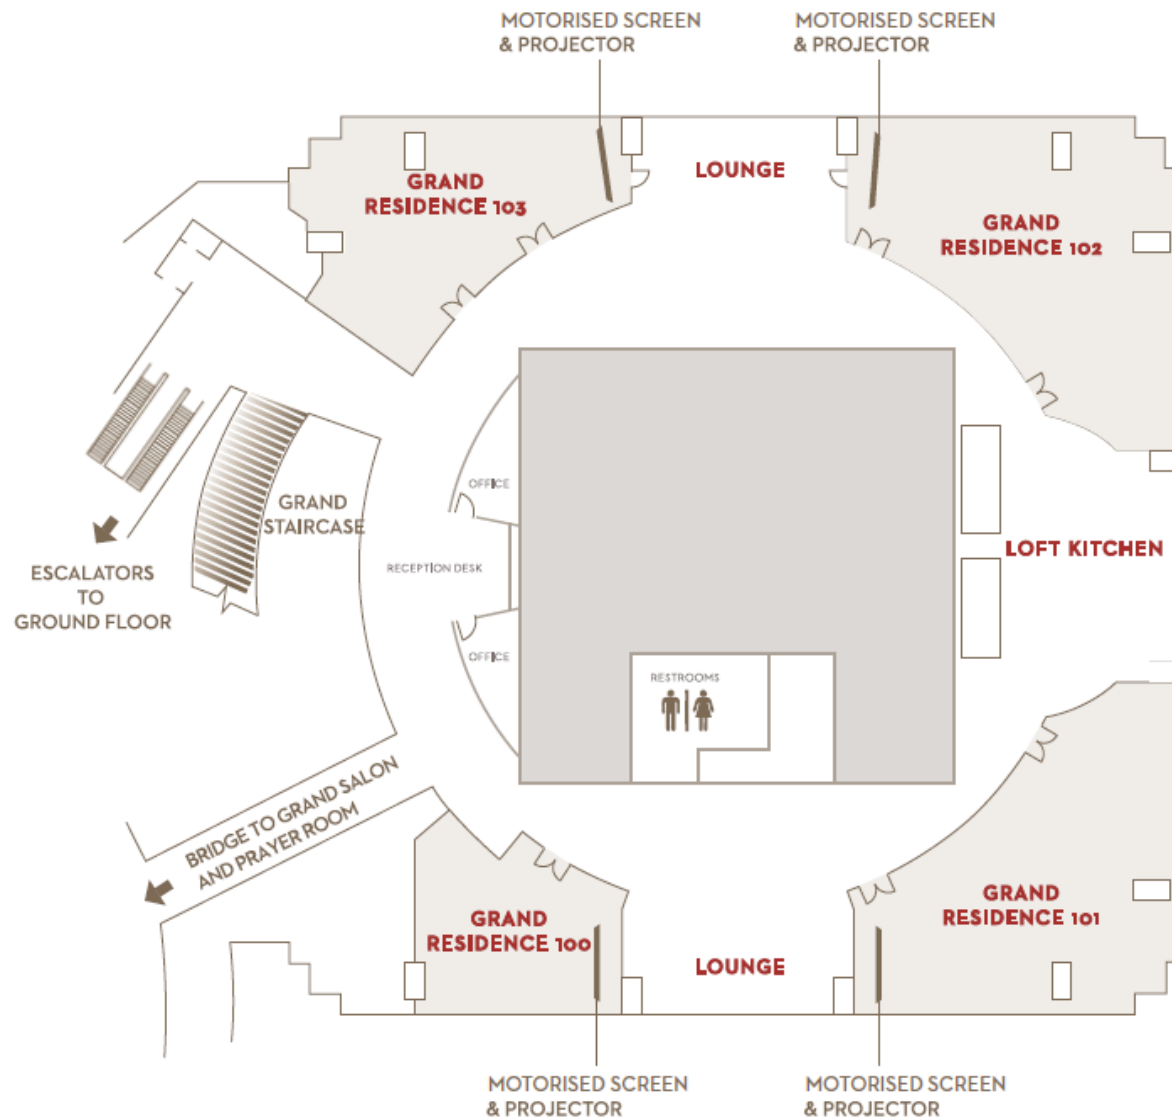 MOTORISED SCREEN
& PROJECTOR
MOTORISED SCREEN
& PROJECTOR
LOUNGE
GRAND
RESIDENCE 103
GRAND
RESIDENCE 102
OFFICE
GRAND
STAIRCASE
LOFT KITCHEN
RECEPTION DESK
ESCALATORS
TO
GROUND FLOOR
OFFICE
RESTROOMS
BRIDGE TO GRAND SALON
AND PRAYER ROOM
GRAND
RESIDENCE 100
GRAND
RESIDENCE 101
LOUNGE
MOTORISED SCREEN
& PROJECTOR
MOTORISED SCREEN
& PROJECTOR